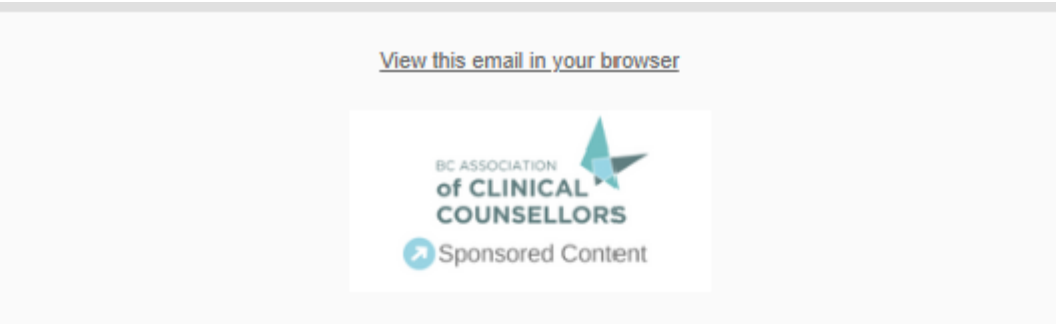 View this email in your browser
BC ASSOCIATION
of CLINICAL
COUNSELLORS
Sponsored Content